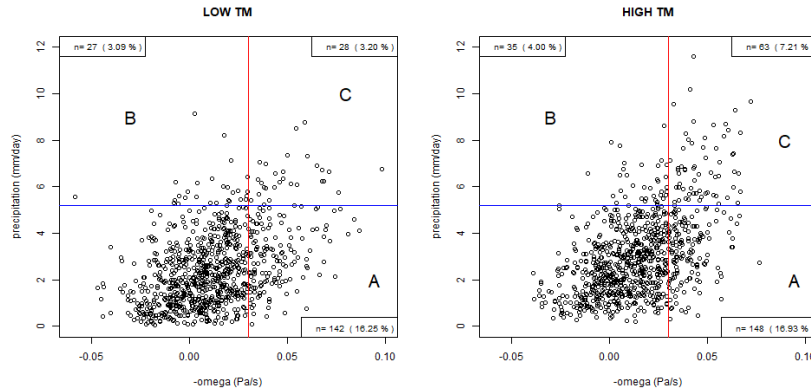 LOW TM
n= 27 ( 3.09 % )
n= 28 ( 3.20 % )
B
C
A
n= 142 ( 16.25 % )
precipitation (mm/day)
0
2
4
6
8
10
12
-0.05
0.00
0.05
0.10
-omega (Pa/s)
HIGH TM
n= 35 ( 4.00 % )
n= 63 ( 7.21 % )
B
C
A
n= 148 ( 16.93 % )
precipitation (mm/day)
0
2
4
6
8
10
12
-0.05
0.00
0.05
0.10
-omega (Pa/s)